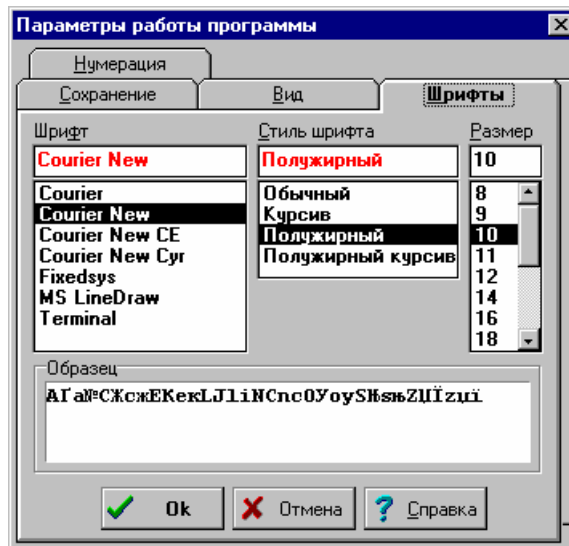 Параметры работы программы
Нумерация
Сохранение Вид Шрифты
Шрифт Стиль шрифта Размер
Courier New Полужирный 10
Courier Обычный 8
Courier New Курсив 9
Courier New CE Полужирный 10
Courier New Cyr Полужирный курсив 11
Fixedsys 12
MS LineDraw 14
Terminal 16
18
Образец
Ok Отмена Справка